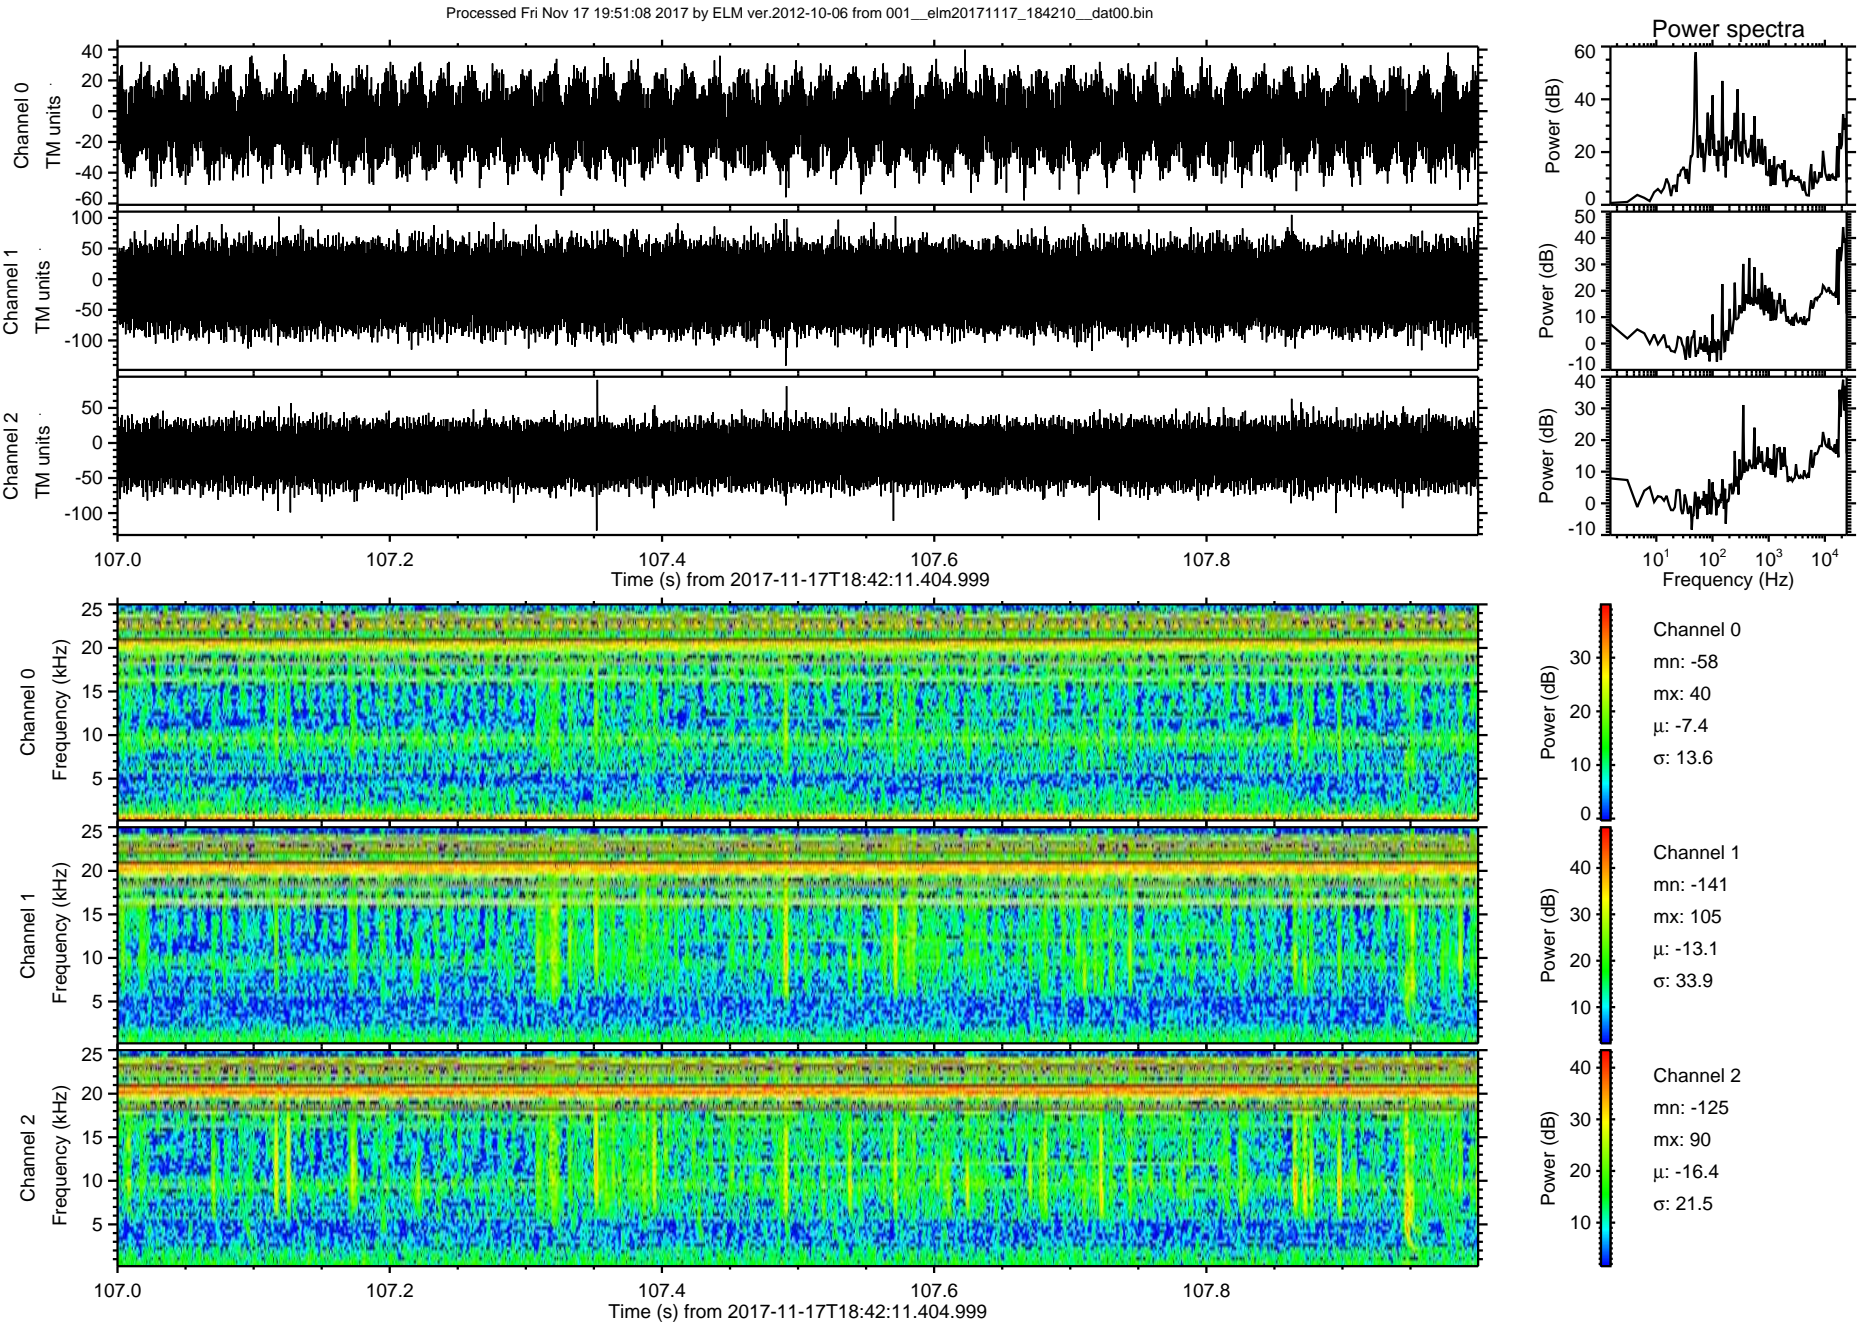 Processed Fri Nov 17 19:51:08 2017 by ELM ver.2012-10-06 from 001__elm20171117_184210__dat00.bin
Power spectra
Channel 0
TM units
40
20
0
-20
-40
-60
Power (dB)
60
40
20
0
Channel 1
TM units
100
50
0
-50
-100
Power (dB)
50
40
30
20
10
0
-10
Channel 2
TM units
50
0
-50
-100
Power (dB)
40
30
20
10
0
-10
107.0 107.2 107.4 107.6 107.8
Time (s) from 2017-11-17T18:42:11.404.999
10^1 10^2 10^3 10^4
Frequency (Hz)
Channel 0
Frequency (kHz)
25
20
15
10
5
Power (dB)
30
20
10
0
Channel 0
mn: -58
mx: 40
μ: -7.4
σ: 13.6
Channel 1
Frequency (kHz)
25
20
15
10
5
Power (dB)
40
30
20
10
Channel 1
mn: -141
mx: 105
μ: -13.1
σ: 33.9
Channel 2
Frequency (kHz)
25
20
15
10
5
Power (dB)
40
30
20
10
Channel 2
mn: -125
mx: 90
μ: -16.4
σ: 21.5
107.0 107.2 107.4 107.6 107.8
Time (s) from 2017-11-17T18:42:11.404.999